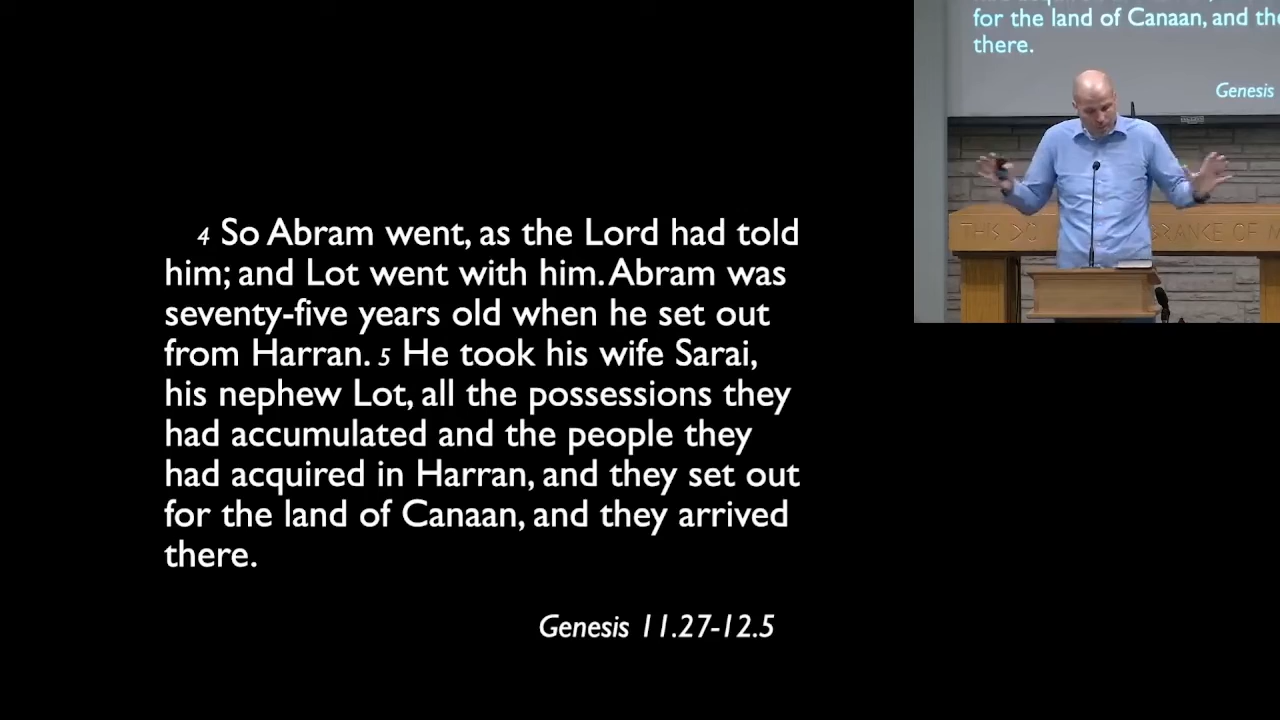 4 So Abram went, as the Lord had told
him; and Lot went with him. Abram was
seventy-five years old when he set out
from Harran. 5 He took his wife Sarai,
his nephew Lot, all the possessions they
had accumulated and the people they
had acquired in Harran, and they set out
for the land of Canaan, and they arrived
there.
Genesis 11.27-12.5
for the land of Canaan, and the
there.
Genesis
THIS DO
BRANCE OF M